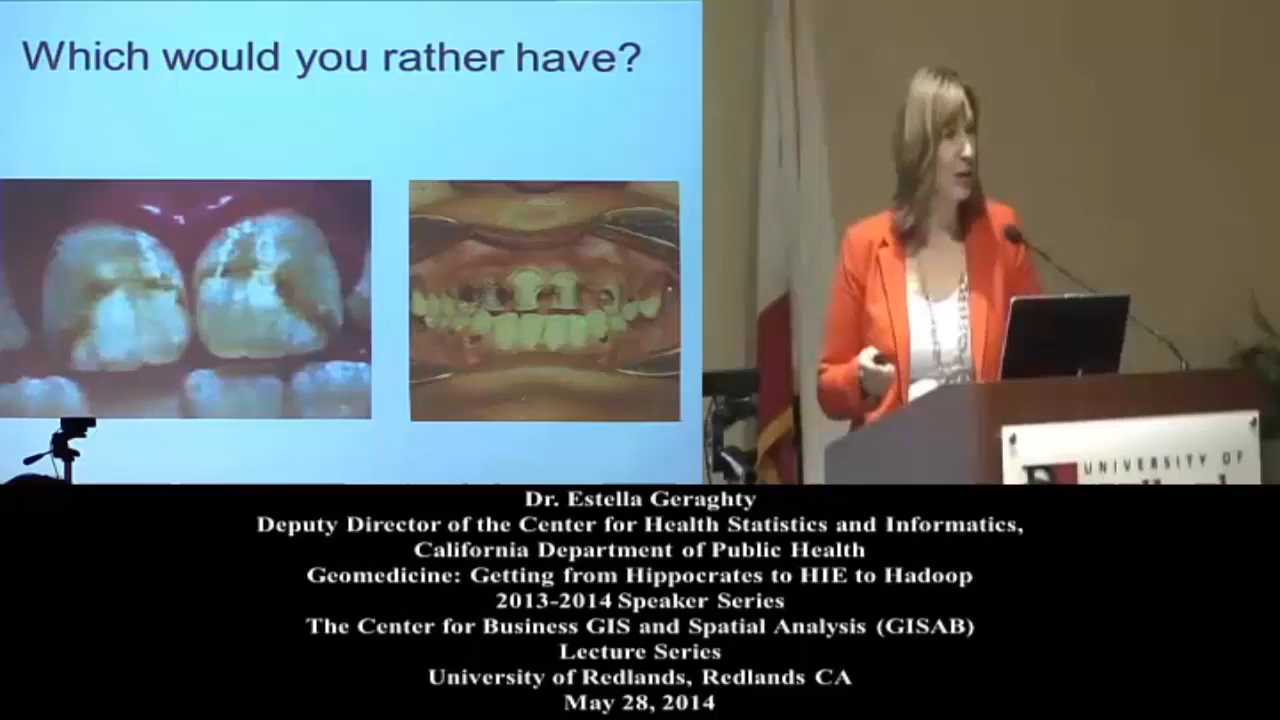 Which would you rather have?
UNIVERSITY OF
Dr. Estella Geraghty
Deputy Director of the Center for Health Statistics and Informatics,
California Department of Public Health
Geomedicine: Getting from Hippocrates to HIE to Hadoop
2013-2014 Speaker Series
The Center for Business GIS and Spatial Analysis (GISAB)
Lecture Series
University of Redlands, Redlands CA
May 28, 2014